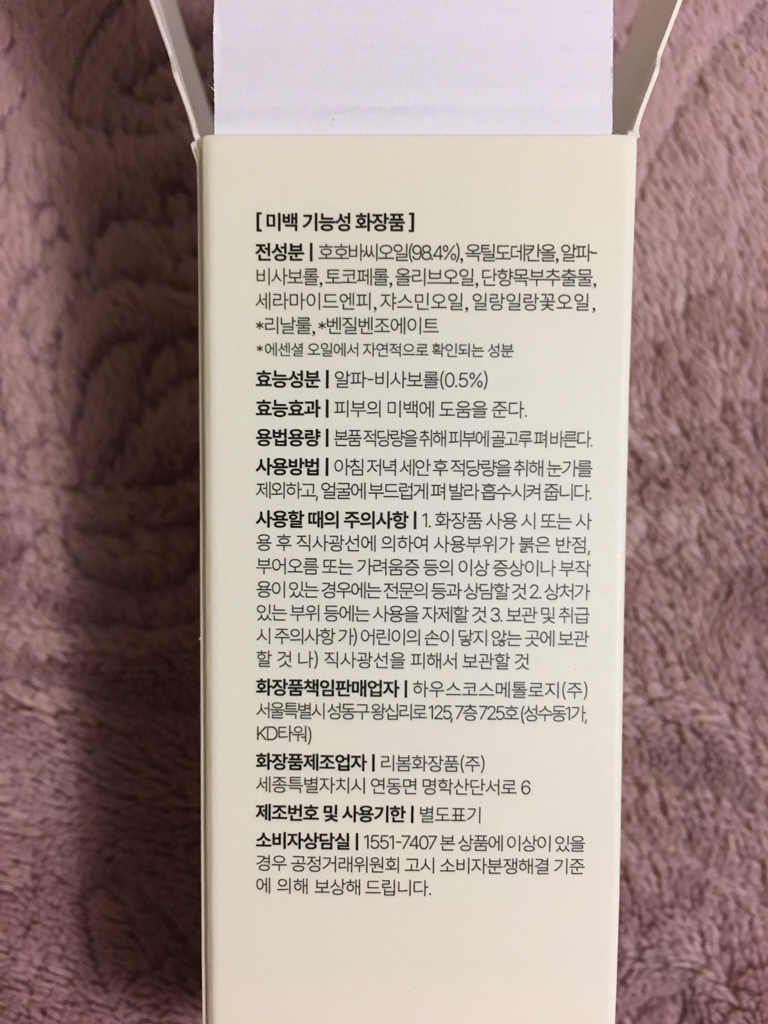 [ 미백 기능성 화장품 ]
전성분 | 호호바씨오일(98.4%), 옥틸도데칸올, 알파-
비사보롤, 토코페롤, 올리브오일, 단향목부추출물,
세라마이드엔피, 쟈스민오일, 일랑일랑꽃오일,
*리날룰, *벤질벤조에이트
*에센셜 오일에서 자연적으로 확인되는 성분
효능성분 | 알파-비사보롤(0.5%)
효능효과 | 피부의 미백에 도움을 준다.
용법용량 | 본품 적당량을 취해 피부에 골고루 펴 바른다.
사용방법 | 아침 저녁 세안 후 적당량을 취해 눈가를
제외하고, 얼굴에 부드럽게 펴 발라 흡수시켜 줍니다.
사용할 때의 주의사항 | 1. 화장품 사용 시 또는 사
용 후 직사광선에 의하여 사용부위가 붉은 반점,
부어오름 또는 가려움증 등의 이상 증상이나 부작
용이 있는 경우에는 전문의 등과 상담할 것 2. 상처가
있는 부위 등에는 사용을 자제할 것 3. 보관 및 취급
시 주의사항 가) 어린이의 손이 닿지 않는 곳에 보관
할 것 나) 직사광선을 피해서 보관할 것
화장품책임판매업자 | 하우스코스메톨로지(주)
서울특별시 성동구 왕십리로 125, 7층 725호 (성수동1가,
KD타워)
화장품제조업자 | 리봄화장품(주)
세종특별자치시 연동면 명학산단서로 6
제조번호 및 사용기한 | 별도표기
소비자상담실 | 1551-7407 본 상품에 이상이 있을
경우 공정거래위원회 고시 소비자분쟁해결 기준
에 의해 보상해 드립니다.